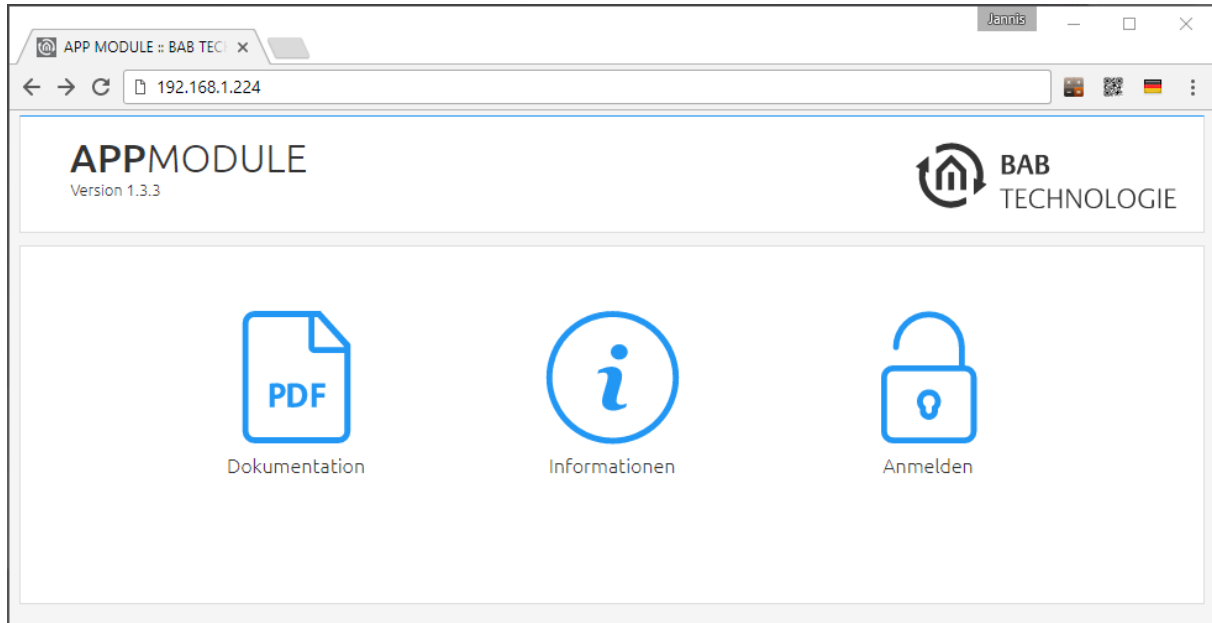 Jannis
APP MODULE :: BAB TEC
192.168.1.224
APPMODULE
Version 1.3.3
BAB
TECHNOLOGIE
PDF
i
Dokumentation
Informationen
Anmelden